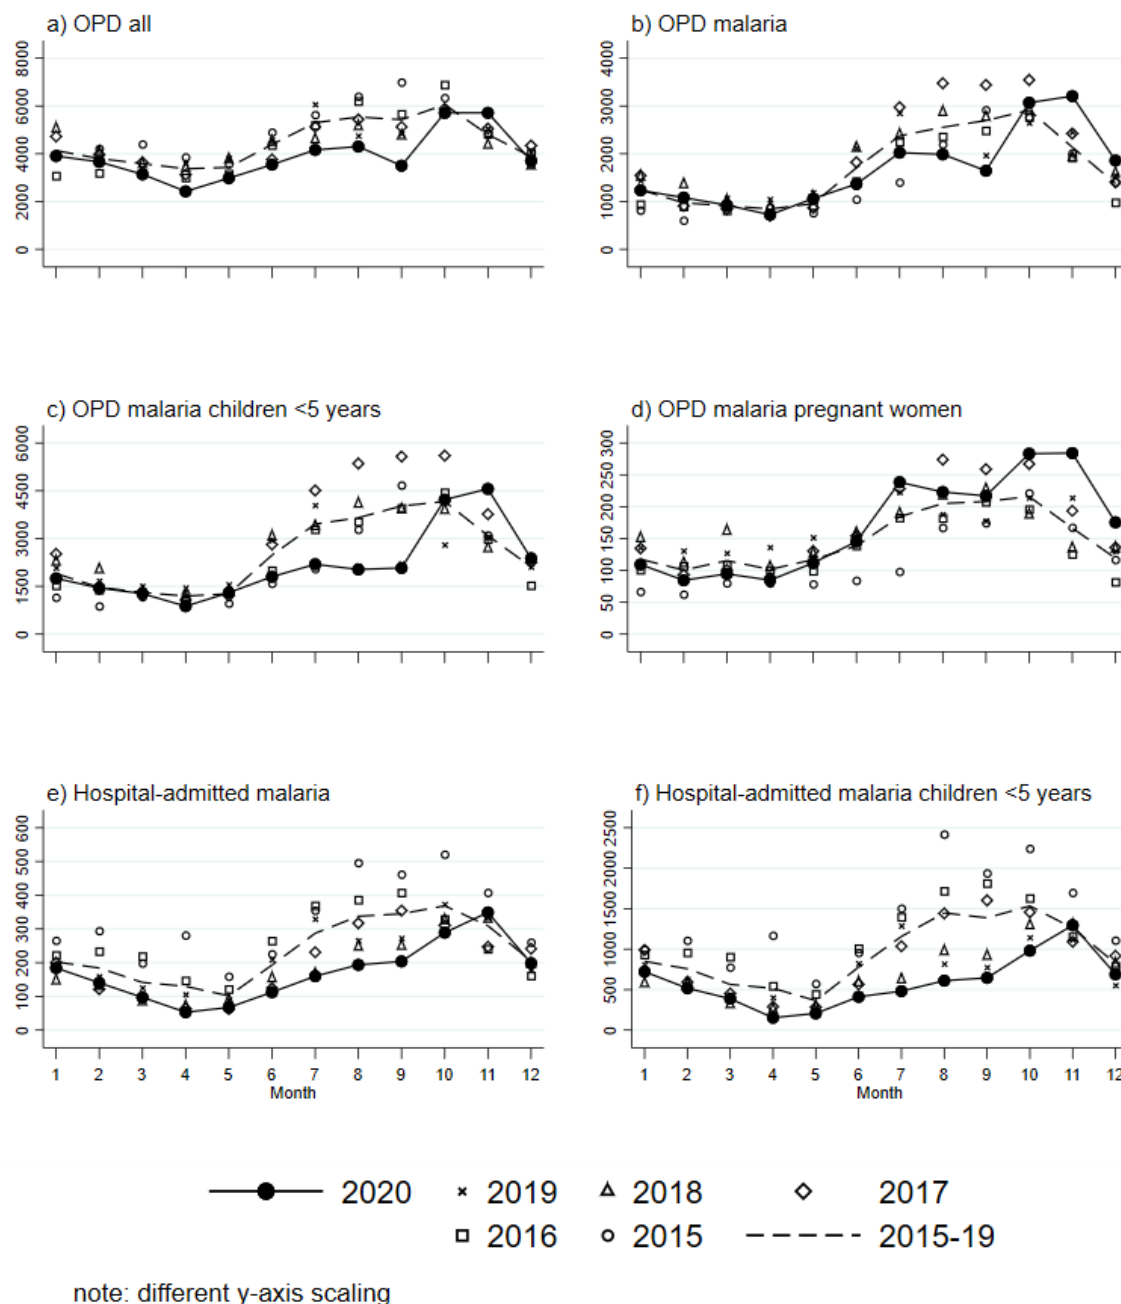 a) OPD all
8000
6000
4000
2000
0
b) OPD malaria
4000
3000
2000
1000
0
c) OPD malaria children <5 years
6000
4500
3000
1500
0
d) OPD malaria pregnant women
300
250
200
150
100
50
0
e) Hospital-admitted malaria
600
500
400
300
200
100
0
1 2 3 4 5 6 7 8 9 10 11 12
Month
f) Hospital-admitted malaria children <5 years
2500
2000
1500
1000
500
0
1 2 3 4 5 6 7 8 9 10 11 12
Month
2020 2019 2018 2017
2016 2015 2015-19
note: different y-axis scaling